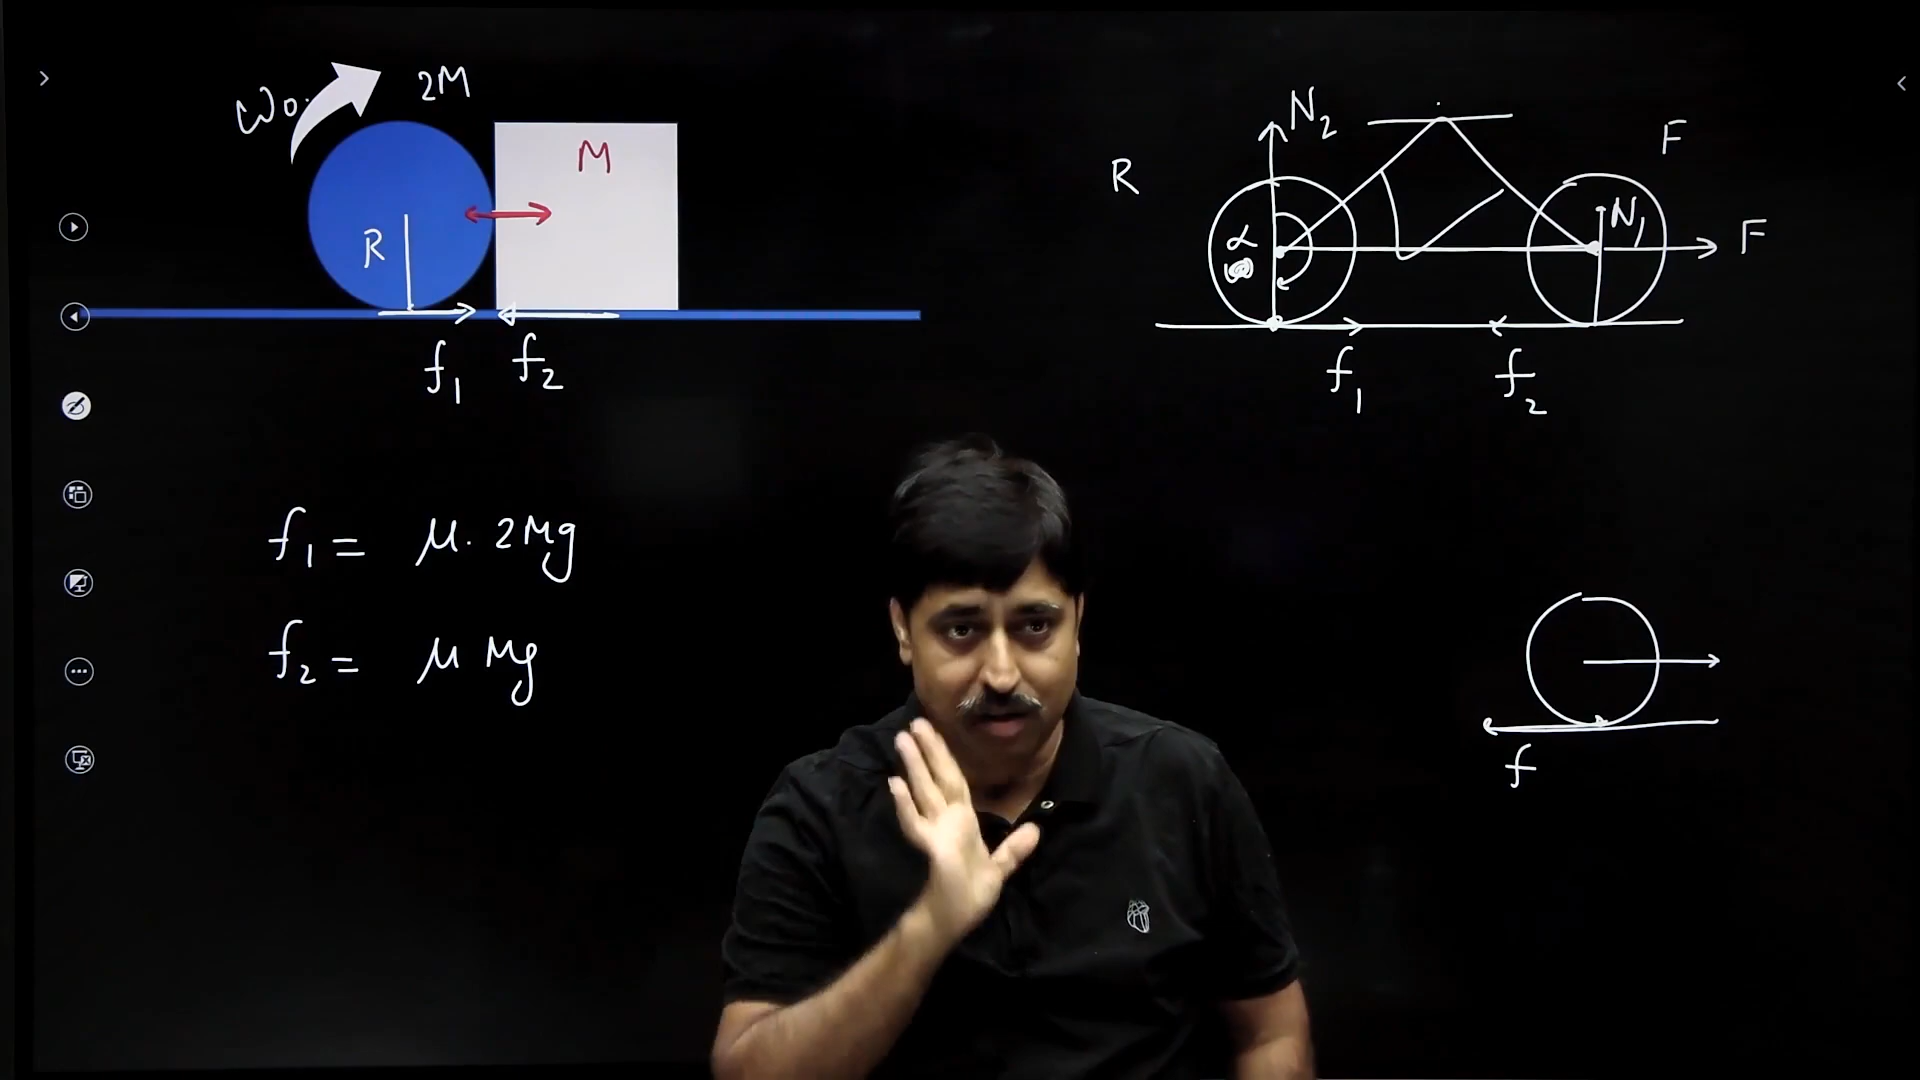 ω0
2M
M
R
f1
f2
f1 = μ. 2Mg
f2 = μ Mg
N2
R
F
N1
F
α
f1
f2
f